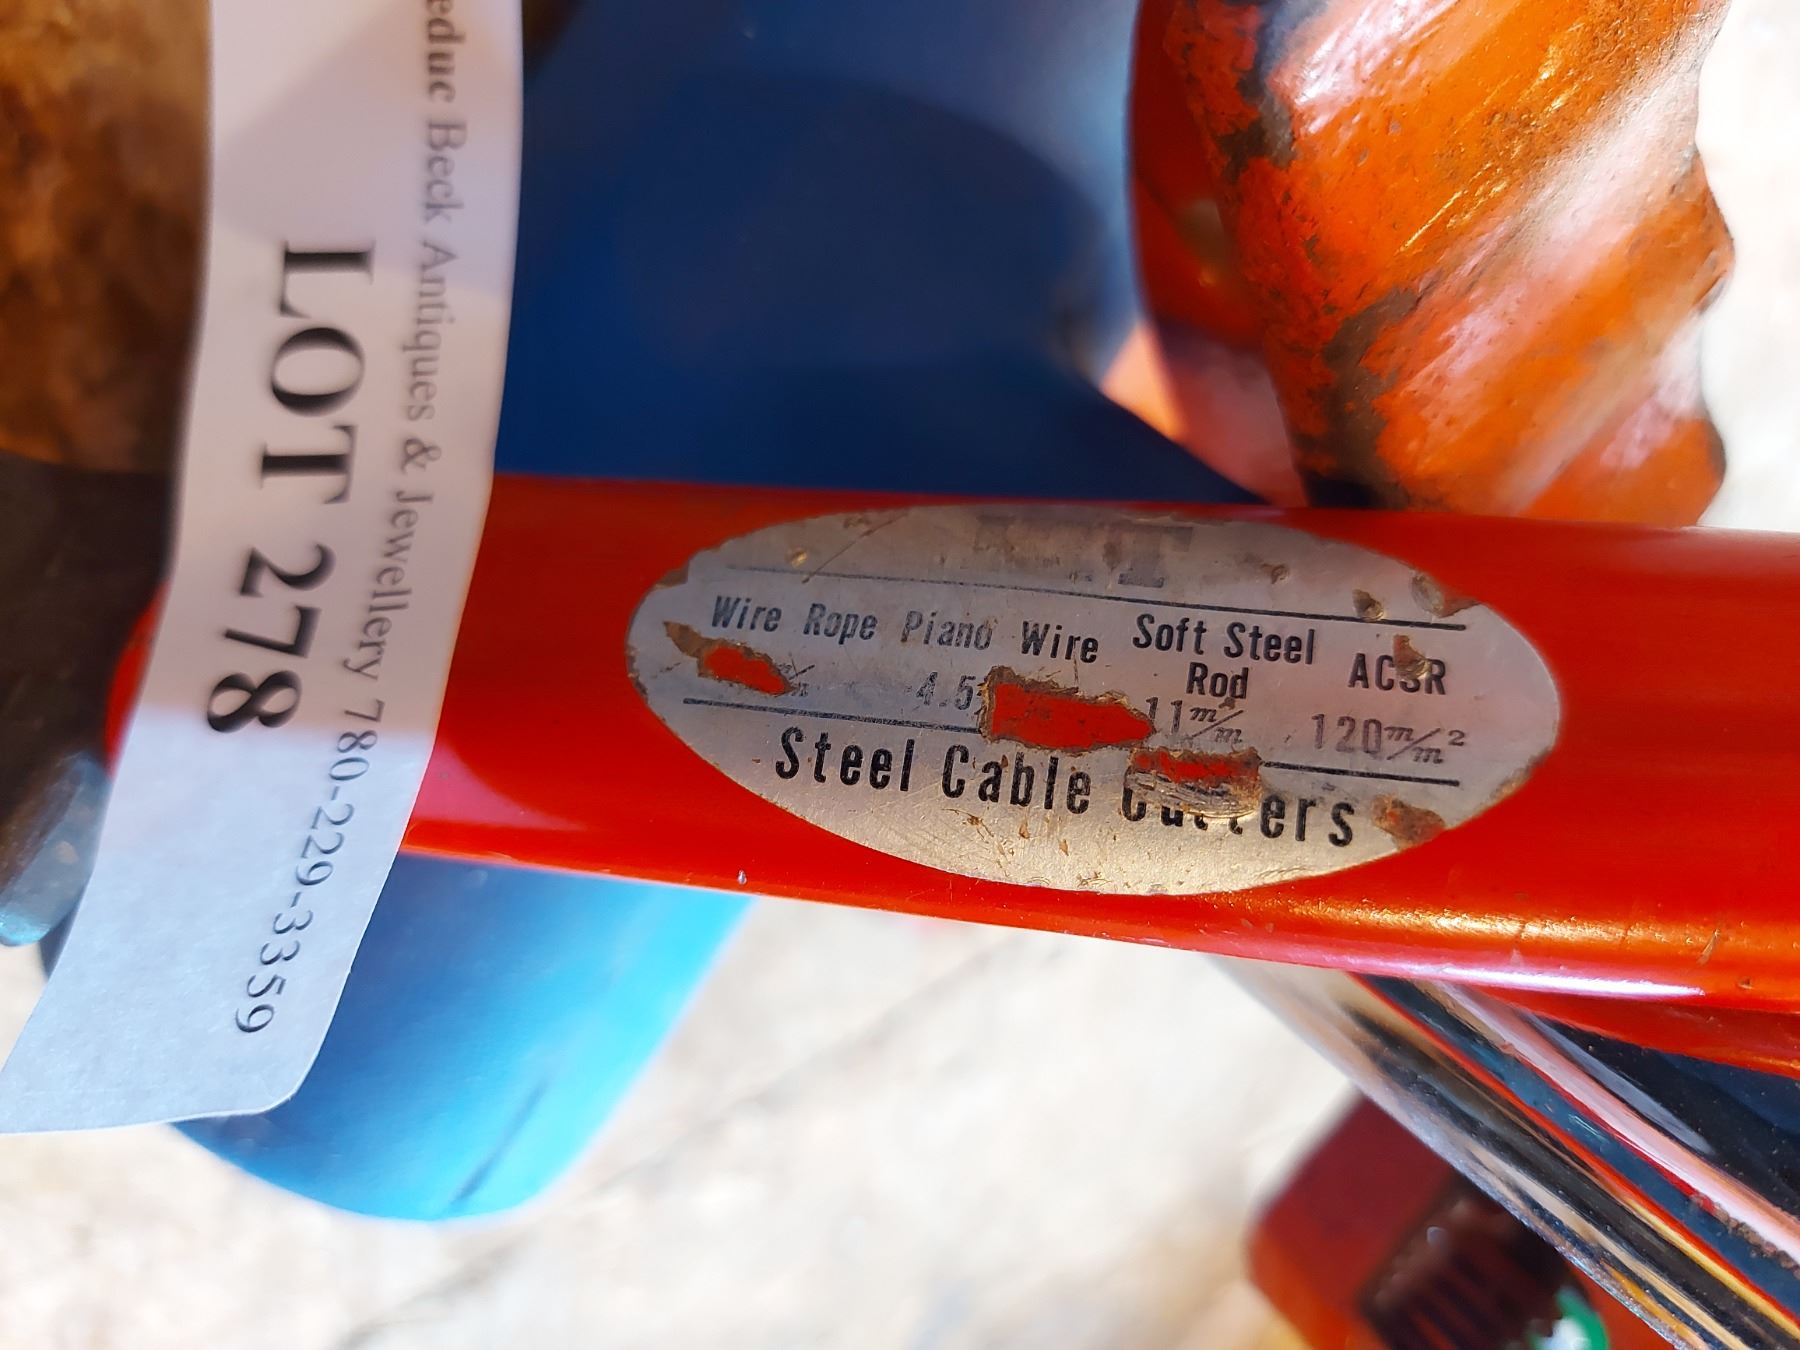 Beck Antiques & Jewellery 780-229-3359
LOT 278
Wire Rope Piano Wire Soft Steel Rod ACSR
4.5 11m/m 120m/m²
Steel Cable Cutters